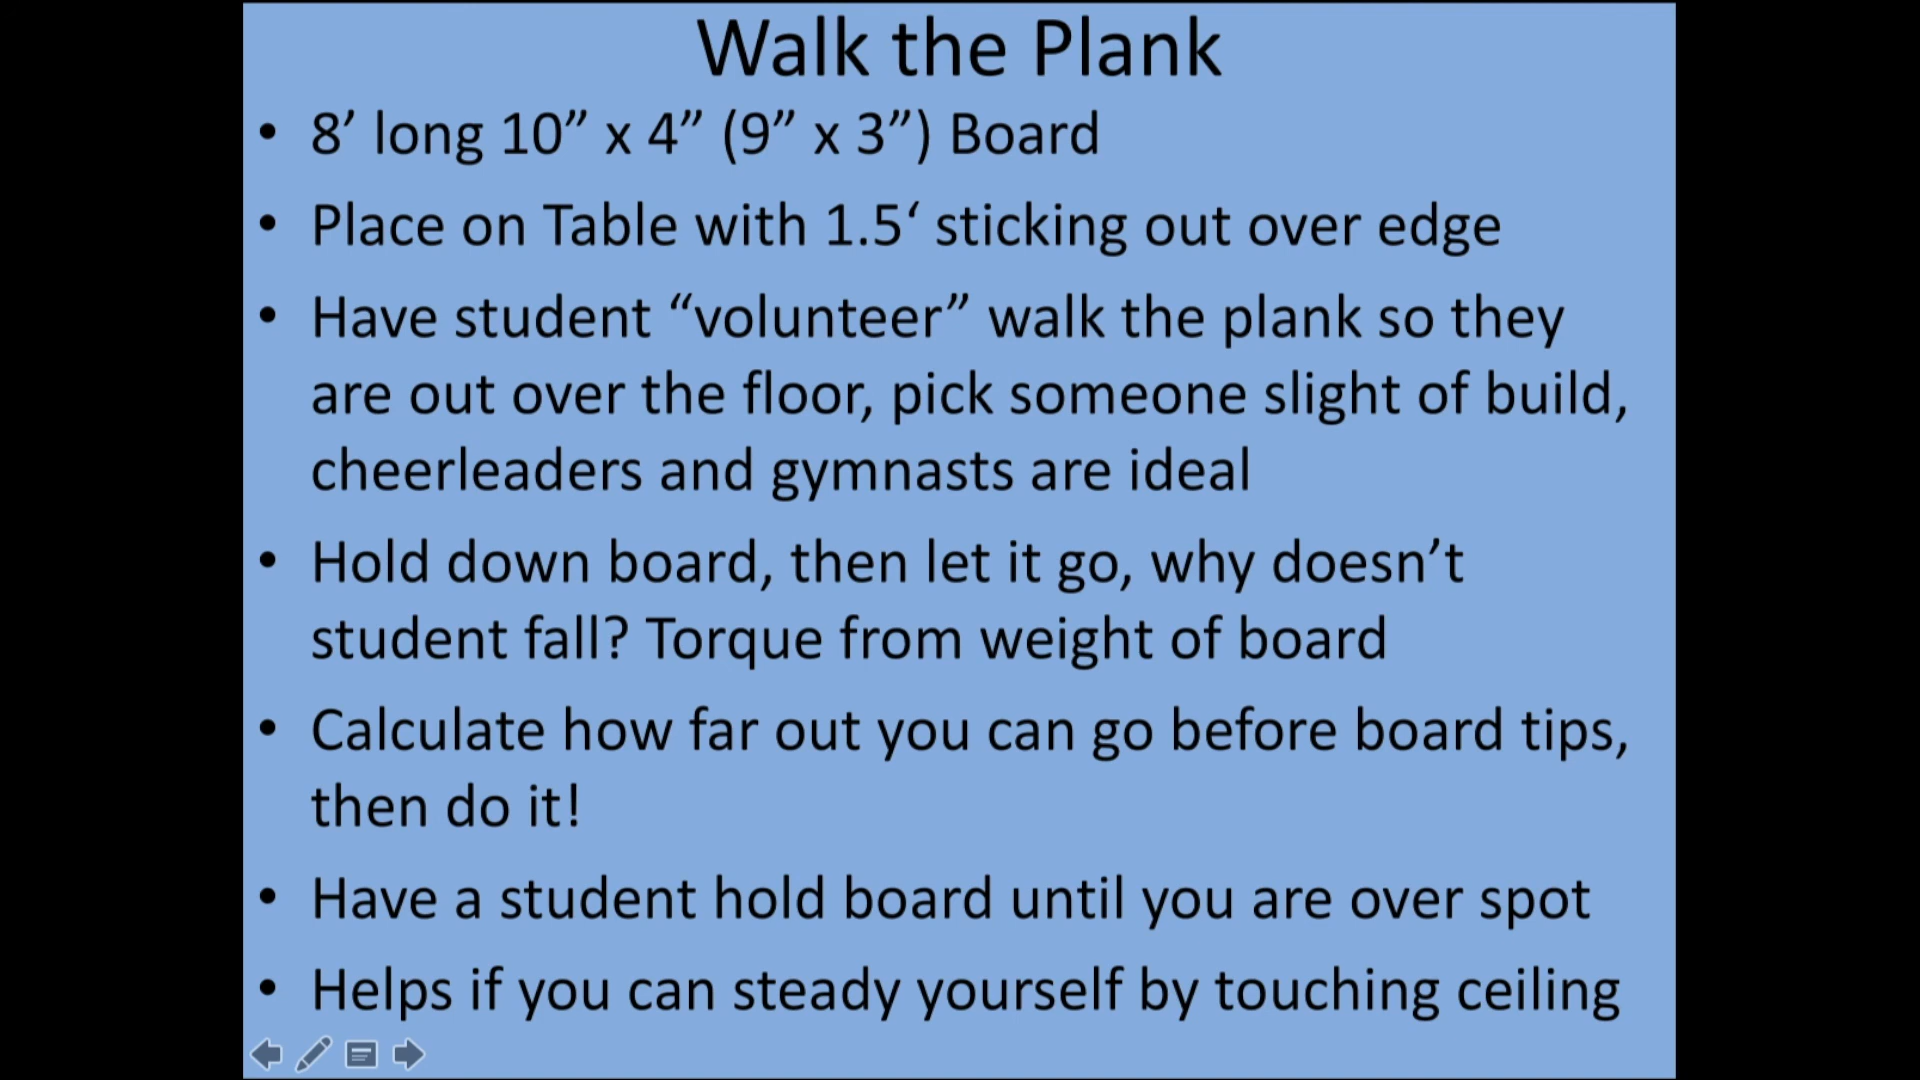 Walk the Plank
• 8’ long 10” x 4” (9” x 3”) Board
• Place on Table with 1.5‘ sticking out over edge
• Have student “volunteer” walk the plank so they
are out over the floor, pick someone slight of build,
cheerleaders and gymnasts are ideal
• Hold down board, then let it go, why doesn’t
student fall? Torque from weight of board
• Calculate how far out you can go before board tips,
then do it!
• Have a student hold board until you are over spot
• Helps if you can steady yourself by touching ceiling